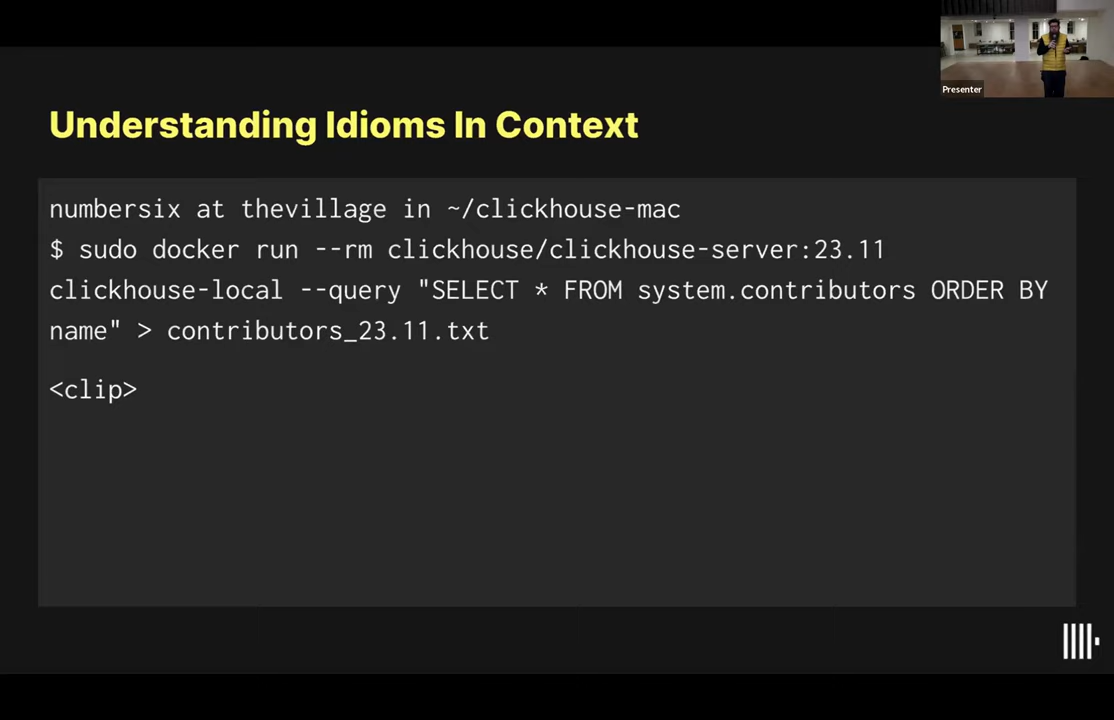 Presenter
Understanding Idioms In Context
numbersix at thevillage in ~/clickhouse-mac
$ sudo docker run --rm clickhouse/clickhouse-server:23.11
clickhouse-local --query "SELECT * FROM system.contributors ORDER BY
name" > contributors_23.11.txt
<clip>